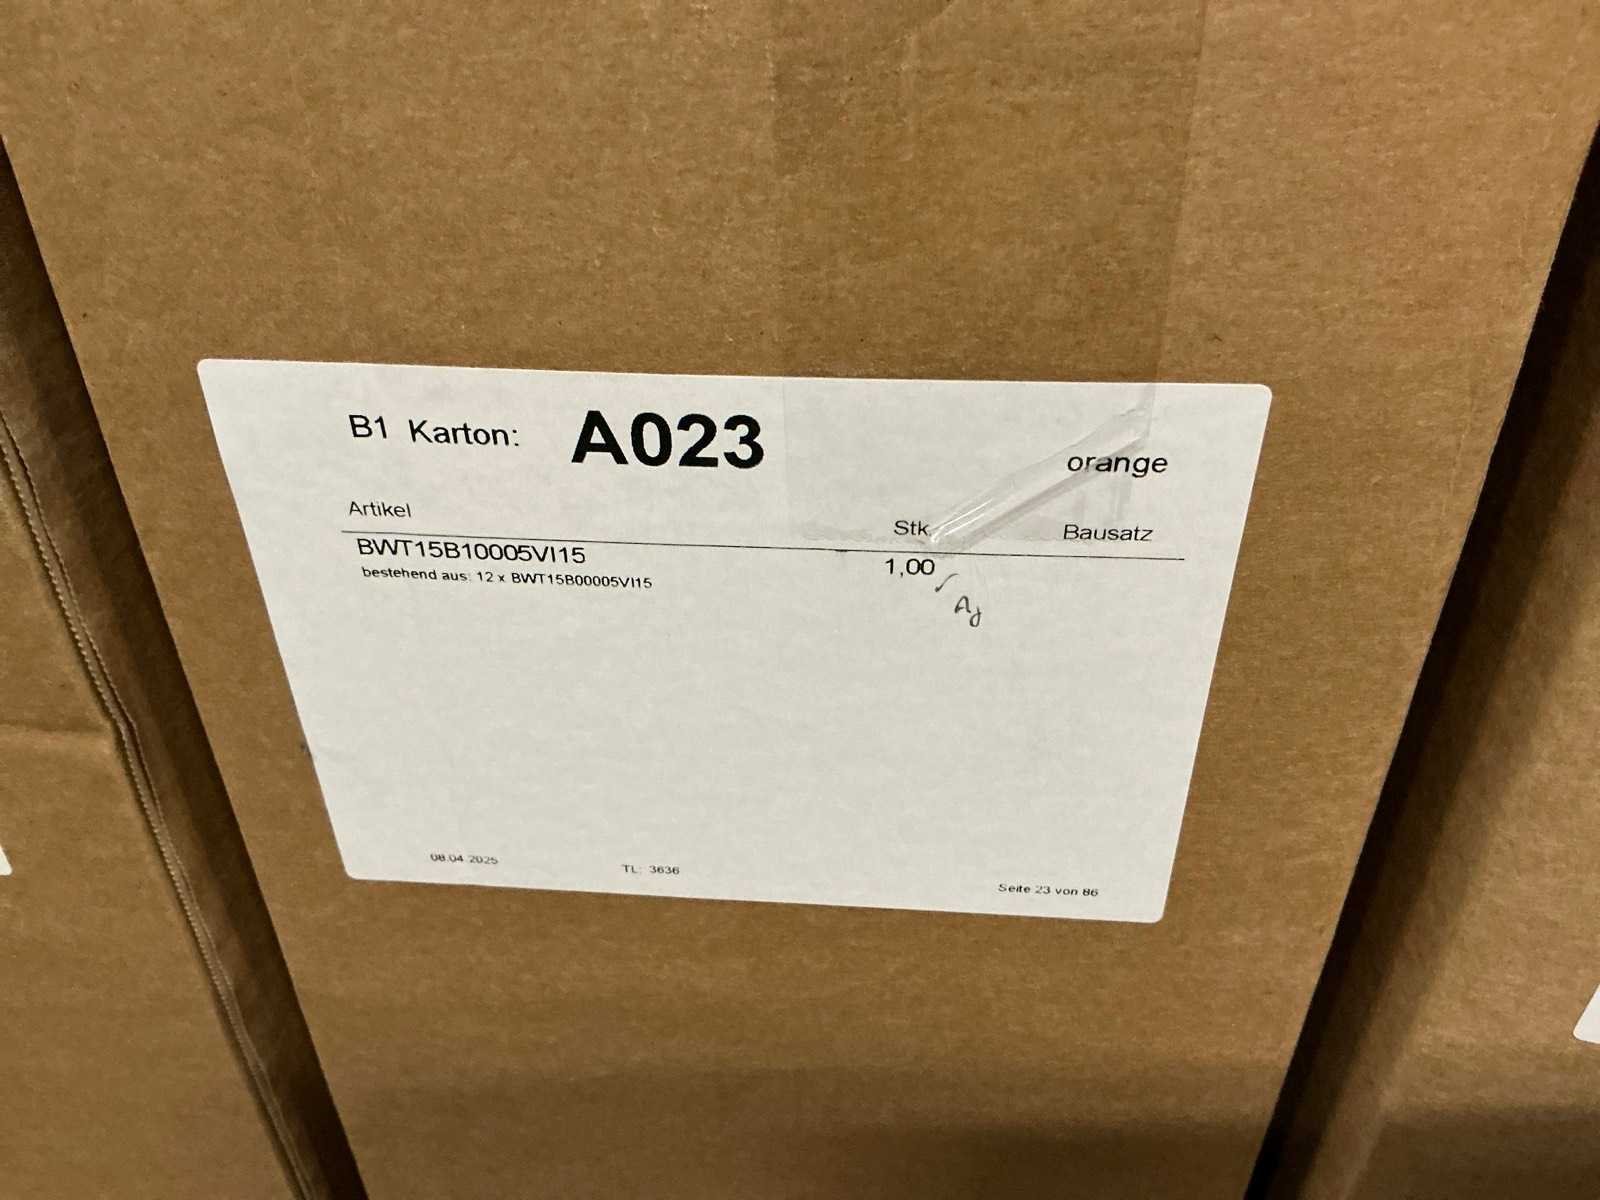 B1 Karton: A023
orange
Artikel Stk Bausatz
BWT15B10005VI15 1,00
bestehend aus: 12 x BWT15B00005VI15
08.04.2025 TL: 3636 Seite 23 von 86